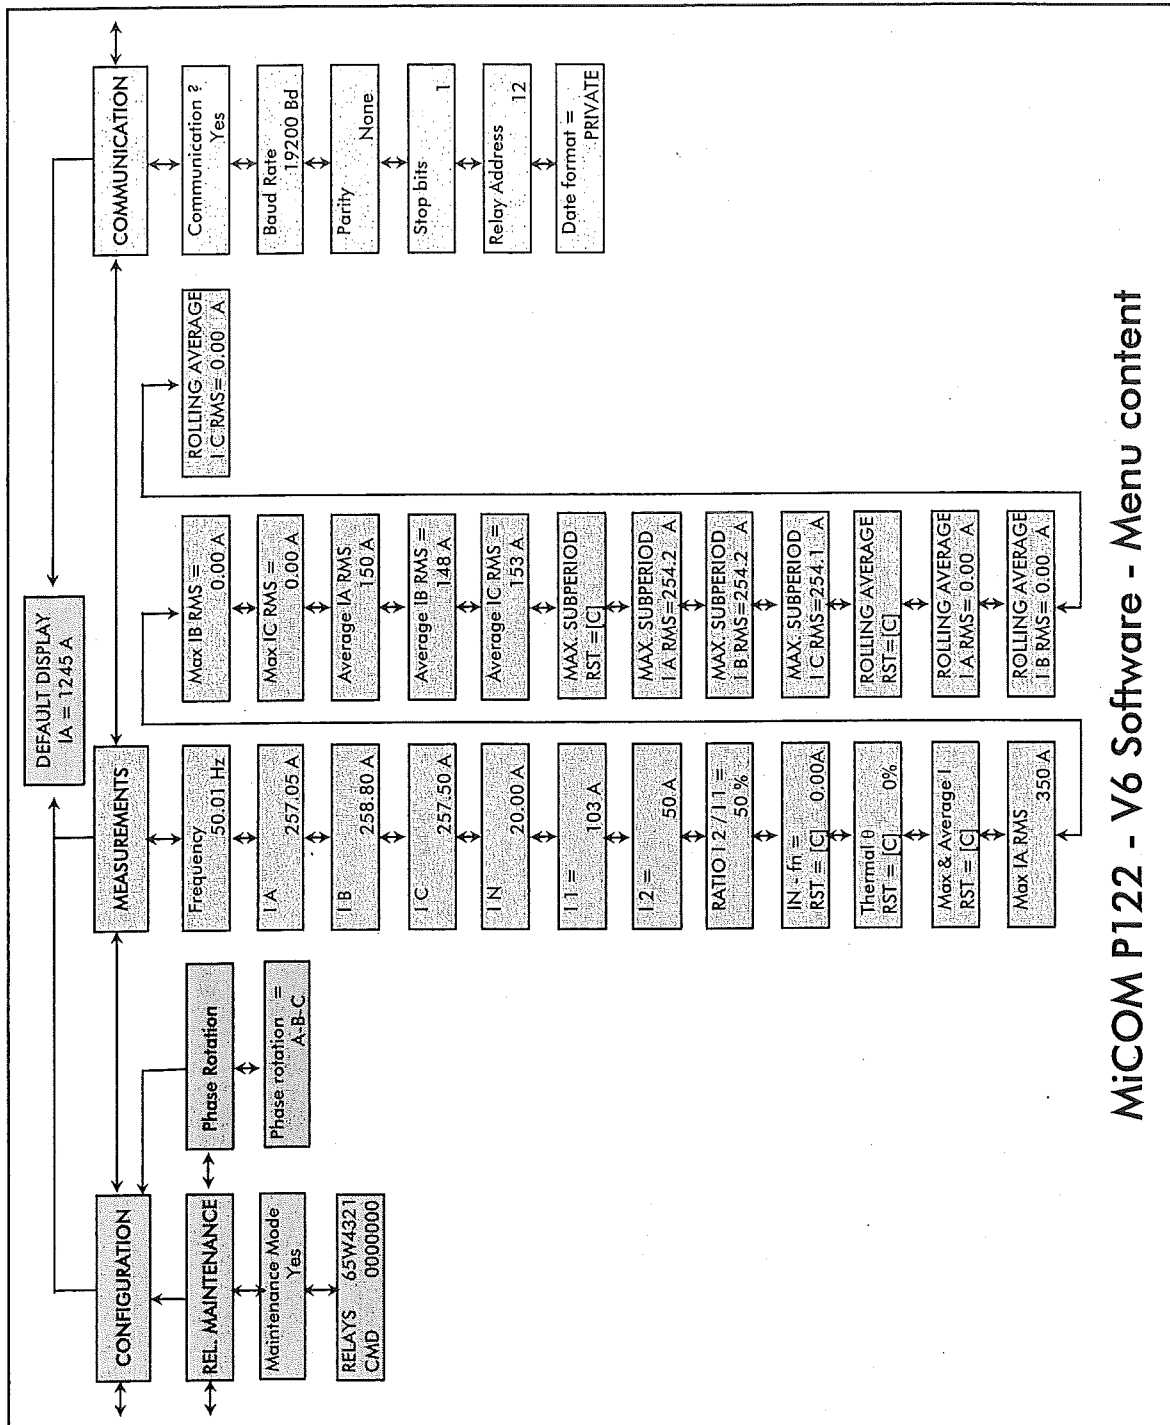 DEFAULT DISPLAY
IA = 1245 A
CONFIGURATION
REL. MAINTENANCE
Maintenance Mode
Yes
RELAYS 65W4321
CMD 0000000
Phase Rotation
Phase rotation =
A-B-C
MEASUREMENTS
Frequency
50.01 Hz
I A
257.05 A
I B
258.80 A
I C
257.50 A
I N
20.00 A
I 1 =
103 A
I 2 =
50 A
RATIO I 2 / I 1 =
50 %
IN - fn =
RST = [C] 0.00A
Thermal θ
RST = [C] 0%
Max & Average I
RST = [C]
Max IA RMS
350 A
Max IB RMS =
0.00 A
Max IC RMS =
0.00 A
Average IA RMS
150 A
Average IB RMS =
148 A
Average IC RMS =
153 A
MAX. SUBPERIOD
RST = [C]
MAX. SUBPERIOD
I A RMS=254.2 A
MAX. SUBPERIOD
I B RMS=254.2 A
MAX. SUBPERIOD
I C RMS=254.1 A
ROLLING AVERAGE
RST=[C]
ROLLING AVERAGE
I A RMS= 0.00 A
ROLLING AVERAGE
I B RMS= 0.00 A
ROLLING AVERAGE
I C RMS= 0.00 A
COMMUNICATION
Communication ?
Yes
Baud Rate
19200 Bd
Parity
None
Stop bits
1
Relay Address
12
Date format =
PRIVATE
MiCOM P122 - V6 Software - Menu content